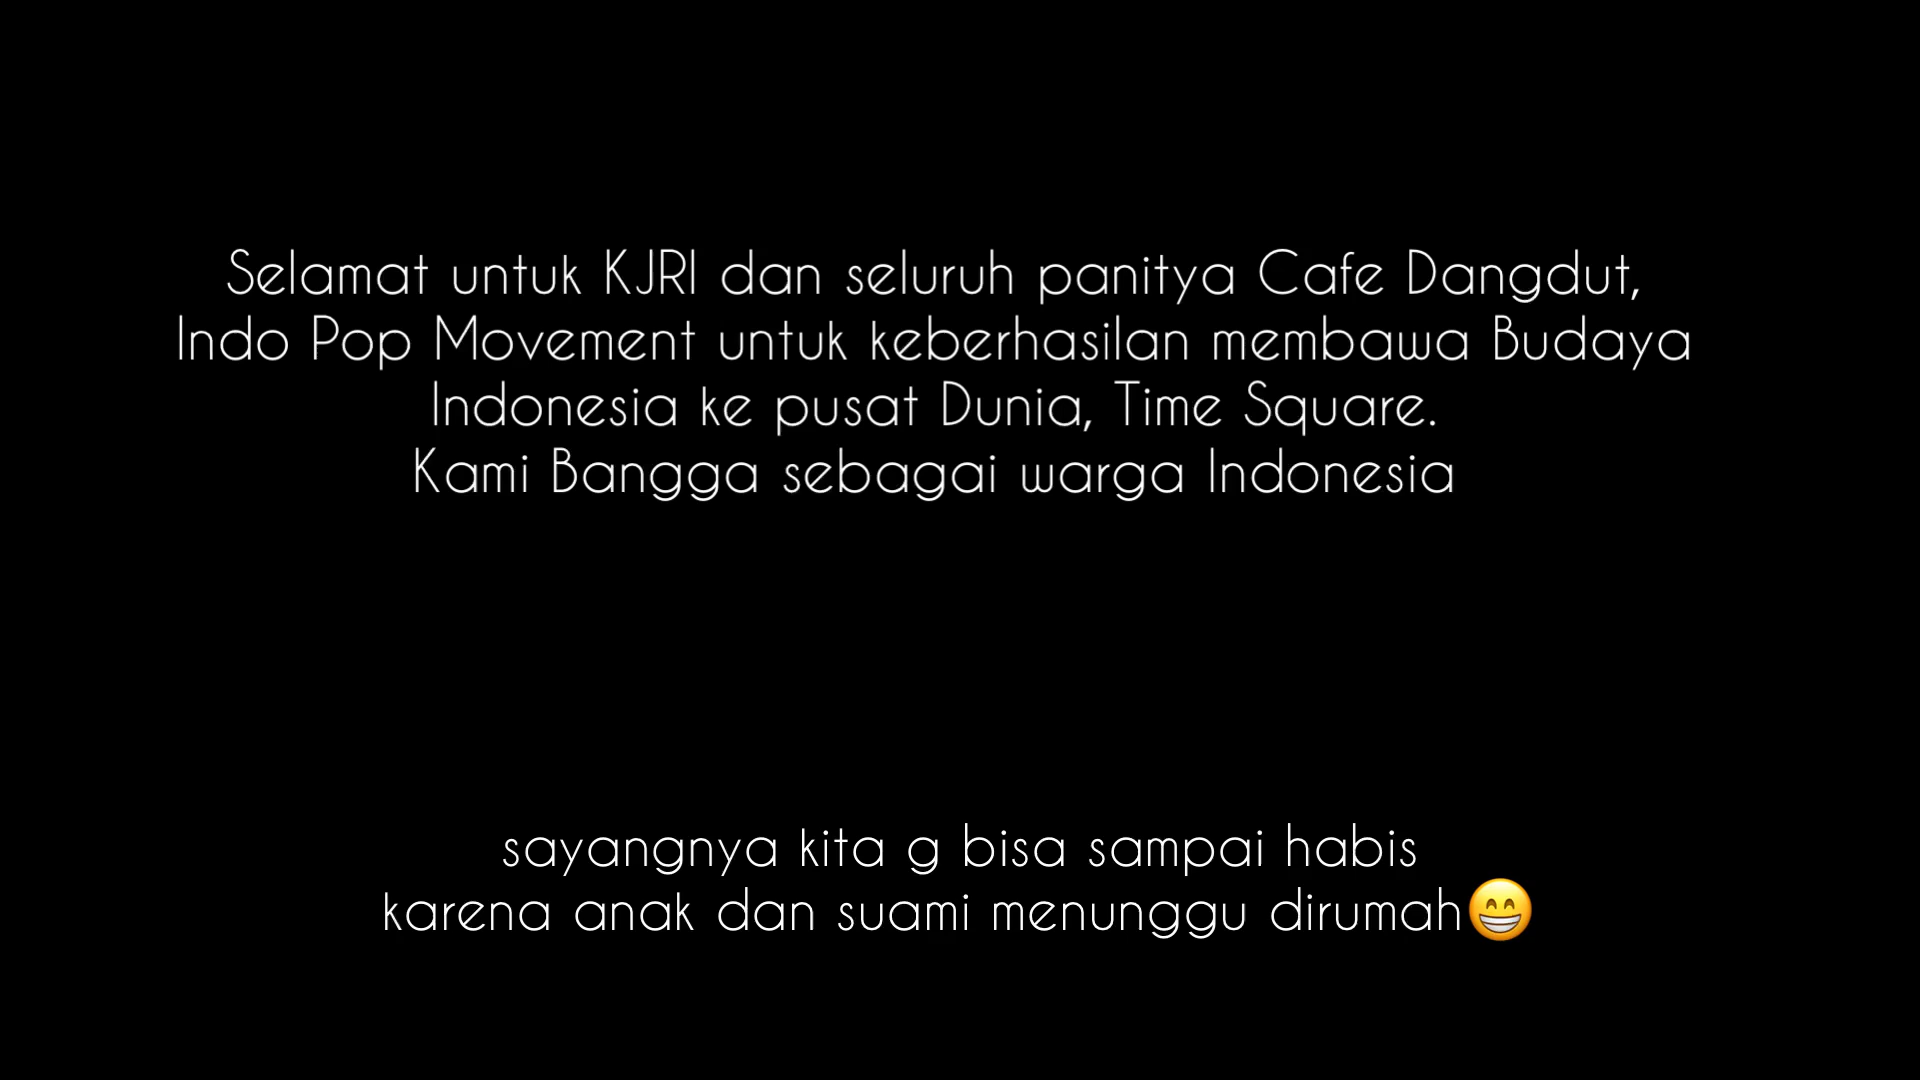 Selamat untuk KJRI dan seluruh panitya Cafe Dangdut,
Indo Pop Movement untuk keberhasilan membawa Budaya
Indonesia ke pusat Dunia, Time Square.
Kami Bangga sebagai warga Indonesia
sayangnya kita g bisa sampai habis
karena anak dan suami menunggu dirumah😁